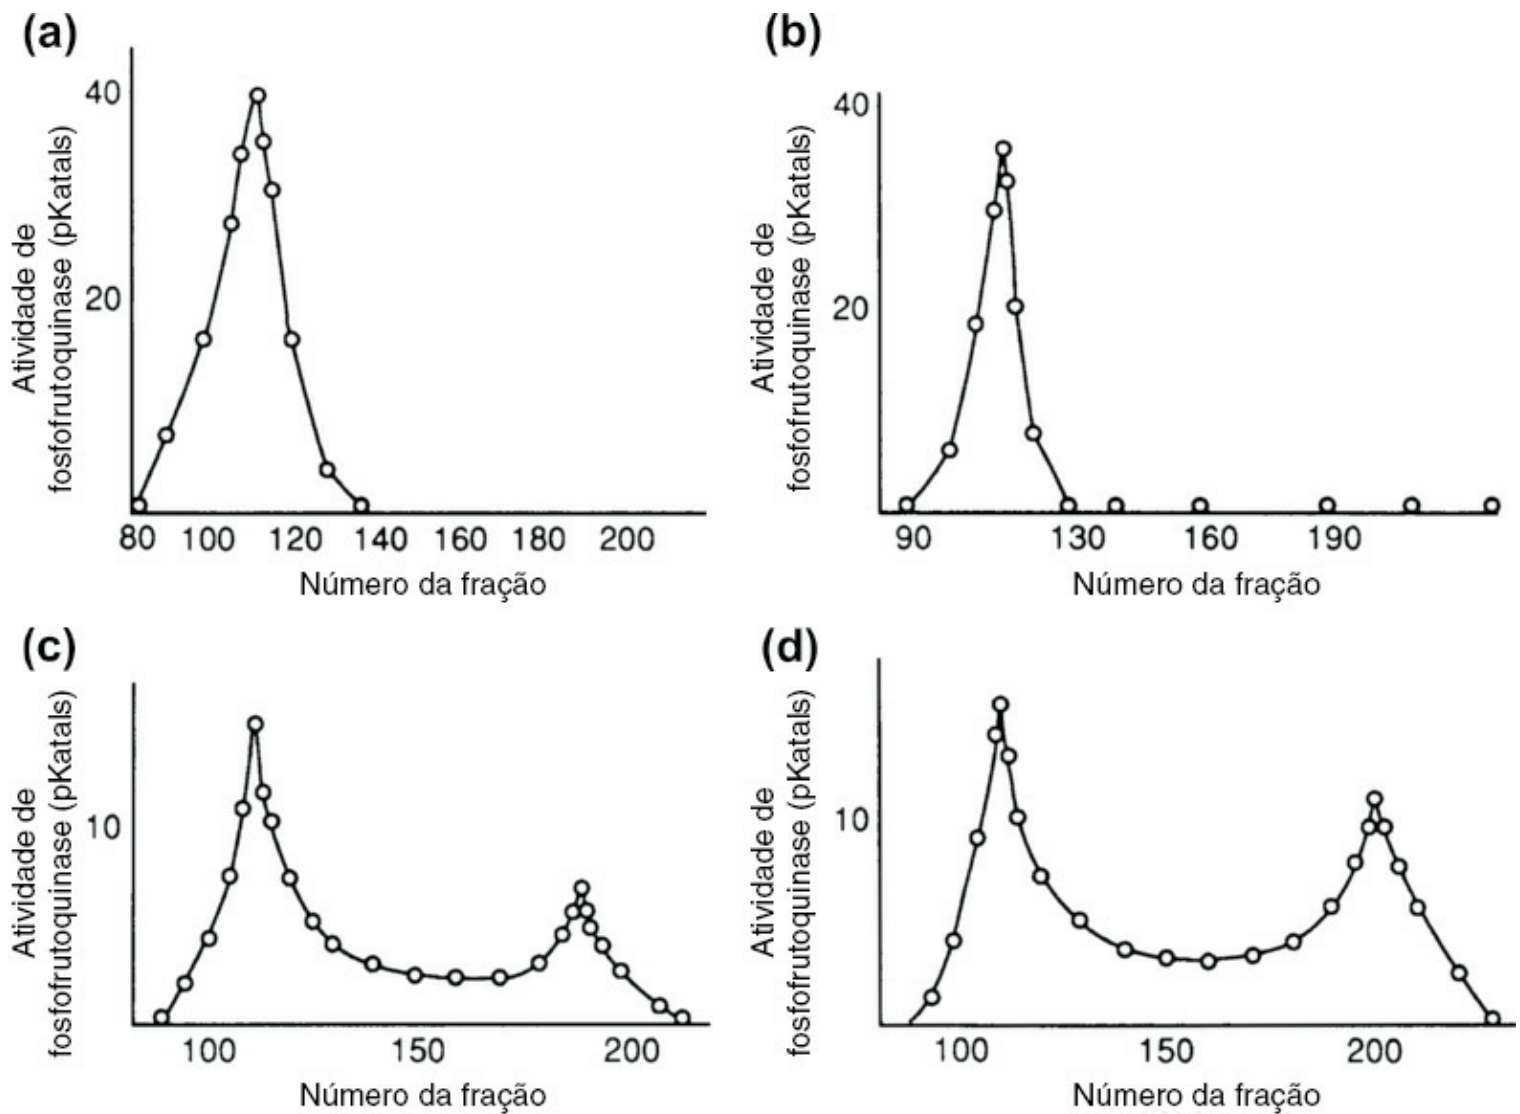 (a)
Atividade de
fosfofrutoquinase (pKatals)
40
20
80 100 120 140 160 180 200
Número da fração
(b)
Atividade de
fosfofrutoquinase (pKatals)
40
20
90 130 160 190
Número da fração
(c)
Atividade de
fosfofrutoquinase (pKatals)
10
100 150 200
Número da fração
(d)
Atividade de
fosfofrutoquinase (pKatals)
10
100 150 200
Número da fração